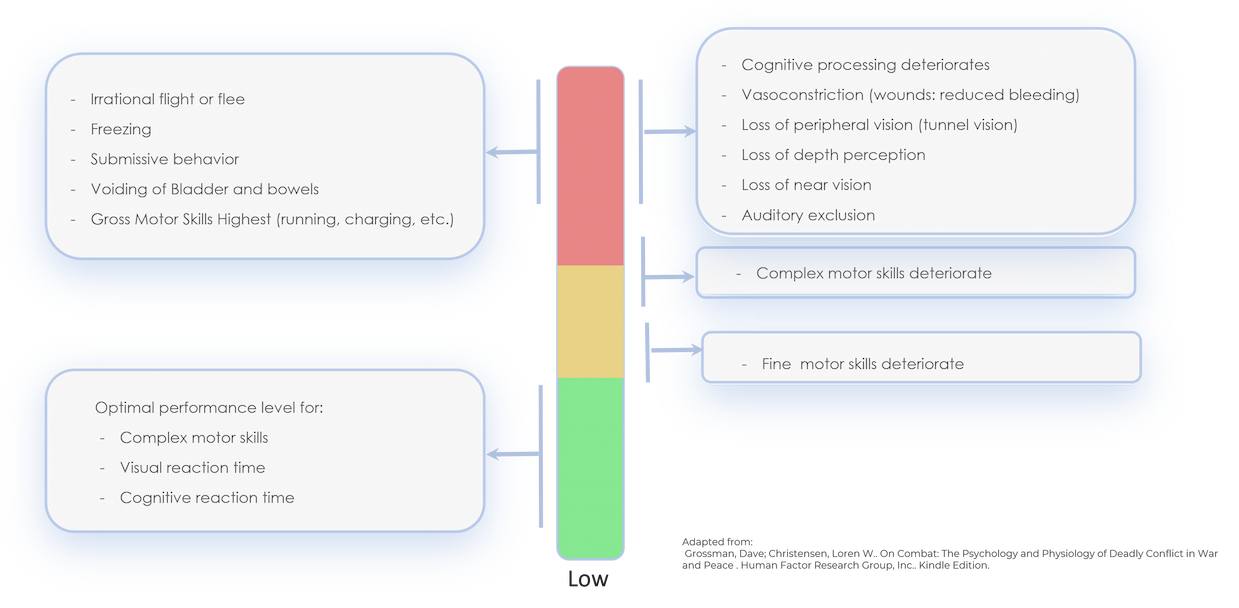 - Irrational flight or flee
- Freezing
- Submissive behavior
- Voiding of Bladder and bowels
- Gross Motor Skills Highest (running, charging, etc.)
- Cognitive processing deteriorates
- Vasoconstriction (wounds: reduced bleeding)
- Loss of peripheral vision (tunnel vision)
- Loss of depth perception
- Loss of near vision
- Auditory exclusion
- Complex motor skills deteriorate
- Fine motor skills deteriorate
Optimal performance level for:
- Complex motor skills
- Visual reaction time
- Cognitive reaction time
Low
Adapted from:
Grossman, Dave; Christensen, Loren W.. On Combat: The Psychology and Physiology of Deadly Conflict in War
and Peace . Human Factor Research Group, Inc.. Kindle Edition.